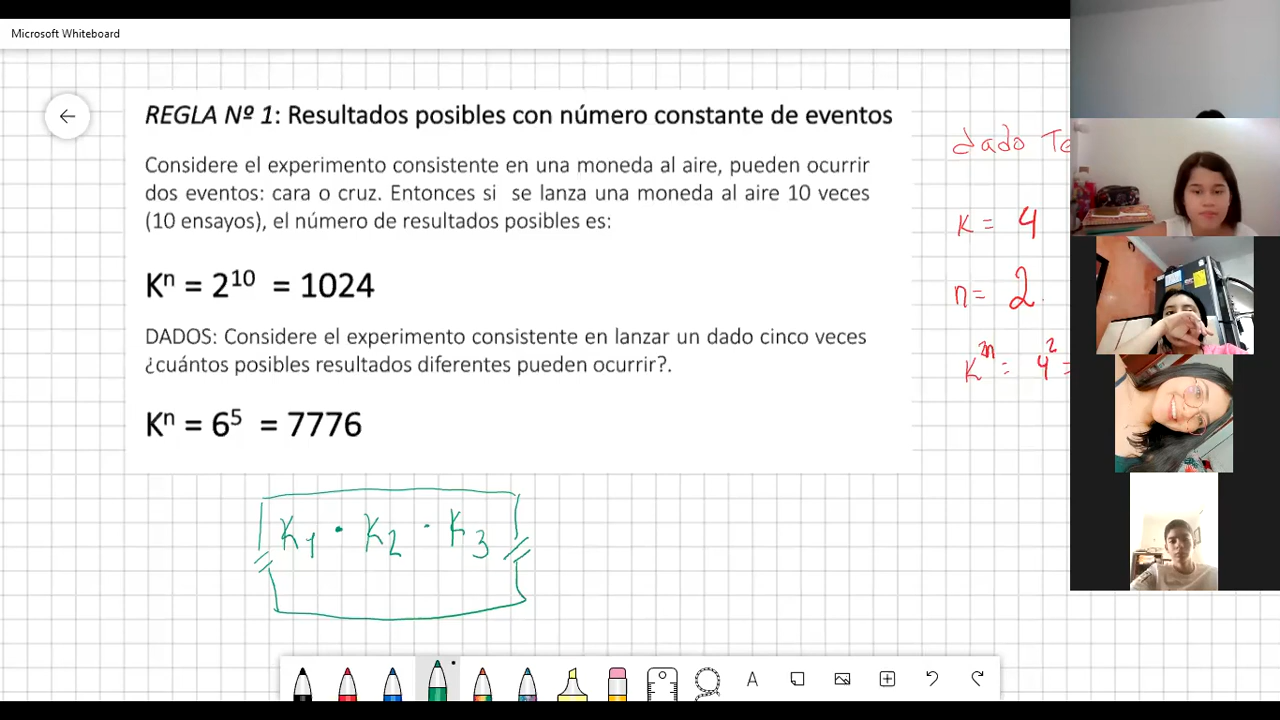 Microsoft Whiteboard
REGLA Nº 1: Resultados posibles con número constante de eventos
Considere el experimento consistente en una moneda al aire, pueden ocurrir
dos eventos: cara o cruz. Entonces si se lanza una moneda al aire 10 veces
(10 ensayos), el número de resultados posibles es:
Kⁿ = 2¹⁰ = 1024
DADOS: Considere el experimento consistente en lanzar un dado cinco veces
¿cuántos posibles resultados diferentes pueden ocurrir?.
Kⁿ = 6⁵ = 7776
K₁ · K₂ · K₃
dado Te
K = 4
n = 2
Kⁿ = 4² =
A